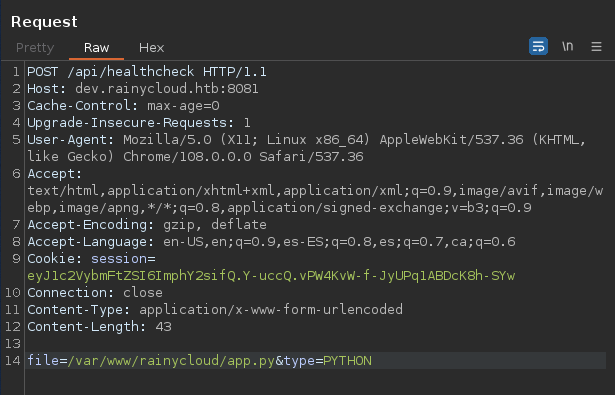 Request
Pretty Raw Hex \n
1 POST /api/healthcheck HTTP/1.1
2 Host: dev.rainycloud.htb:8081
3 Cache-Control: max-age=0
4 Upgrade-Insecure-Requests: 1
5 User-Agent: Mozilla/5.0 (X11; Linux x86_64) AppleWebKit/537.36 (KHTML,
like Gecko) Chrome/108.0.0.0 Safari/537.36
6 Accept:
text/html,application/xhtml+xml,application/xml;q=0.9,image/avif,image/w
ebp,image/apng,*/*;q=0.8,application/signed-exchange;v=b3;q=0.9
7 Accept-Encoding: gzip, deflate
8 Accept-Language: en-US,en;q=0.9,es-ES;q=0.8,es;q=0.7,ca;q=0.6
9 Cookie: session=
eyJ1c2VybmFtZSI6ImphY2sifQ.Y-uccQ.vPW4KvW-f-JyUPq1ABDcK8h-SYw
10 Connection: close
11 Content-Type: application/x-www-form-urlencoded
12 Content-Length: 43
13
14 file=/var/www/rainycloud/app.py&type=PYTHON